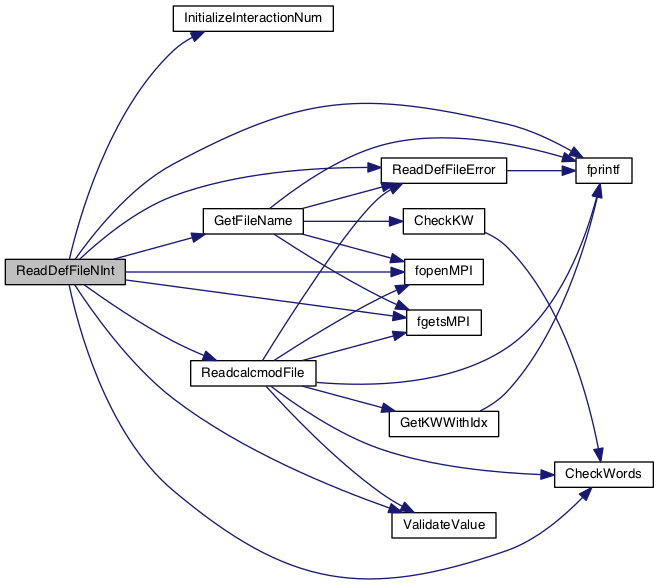 InitializeInteractionNum
ReadDefFileError
fprintf
GetFileName
CheckKW
ReadDefFileNInt
fopenMPI
fgetsMPI
ReadcalcmodFile
GetKWWithIdx
CheckWords
ValidateValue